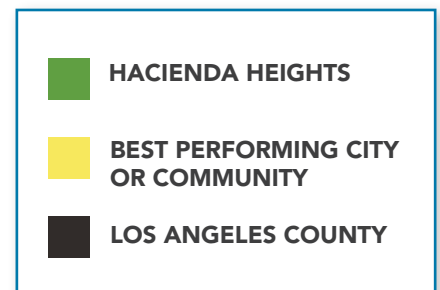 HACIENDA HEIGHTS
BEST PERFORMING CITY
OR COMMUNITY
LOS ANGELES COUNTY